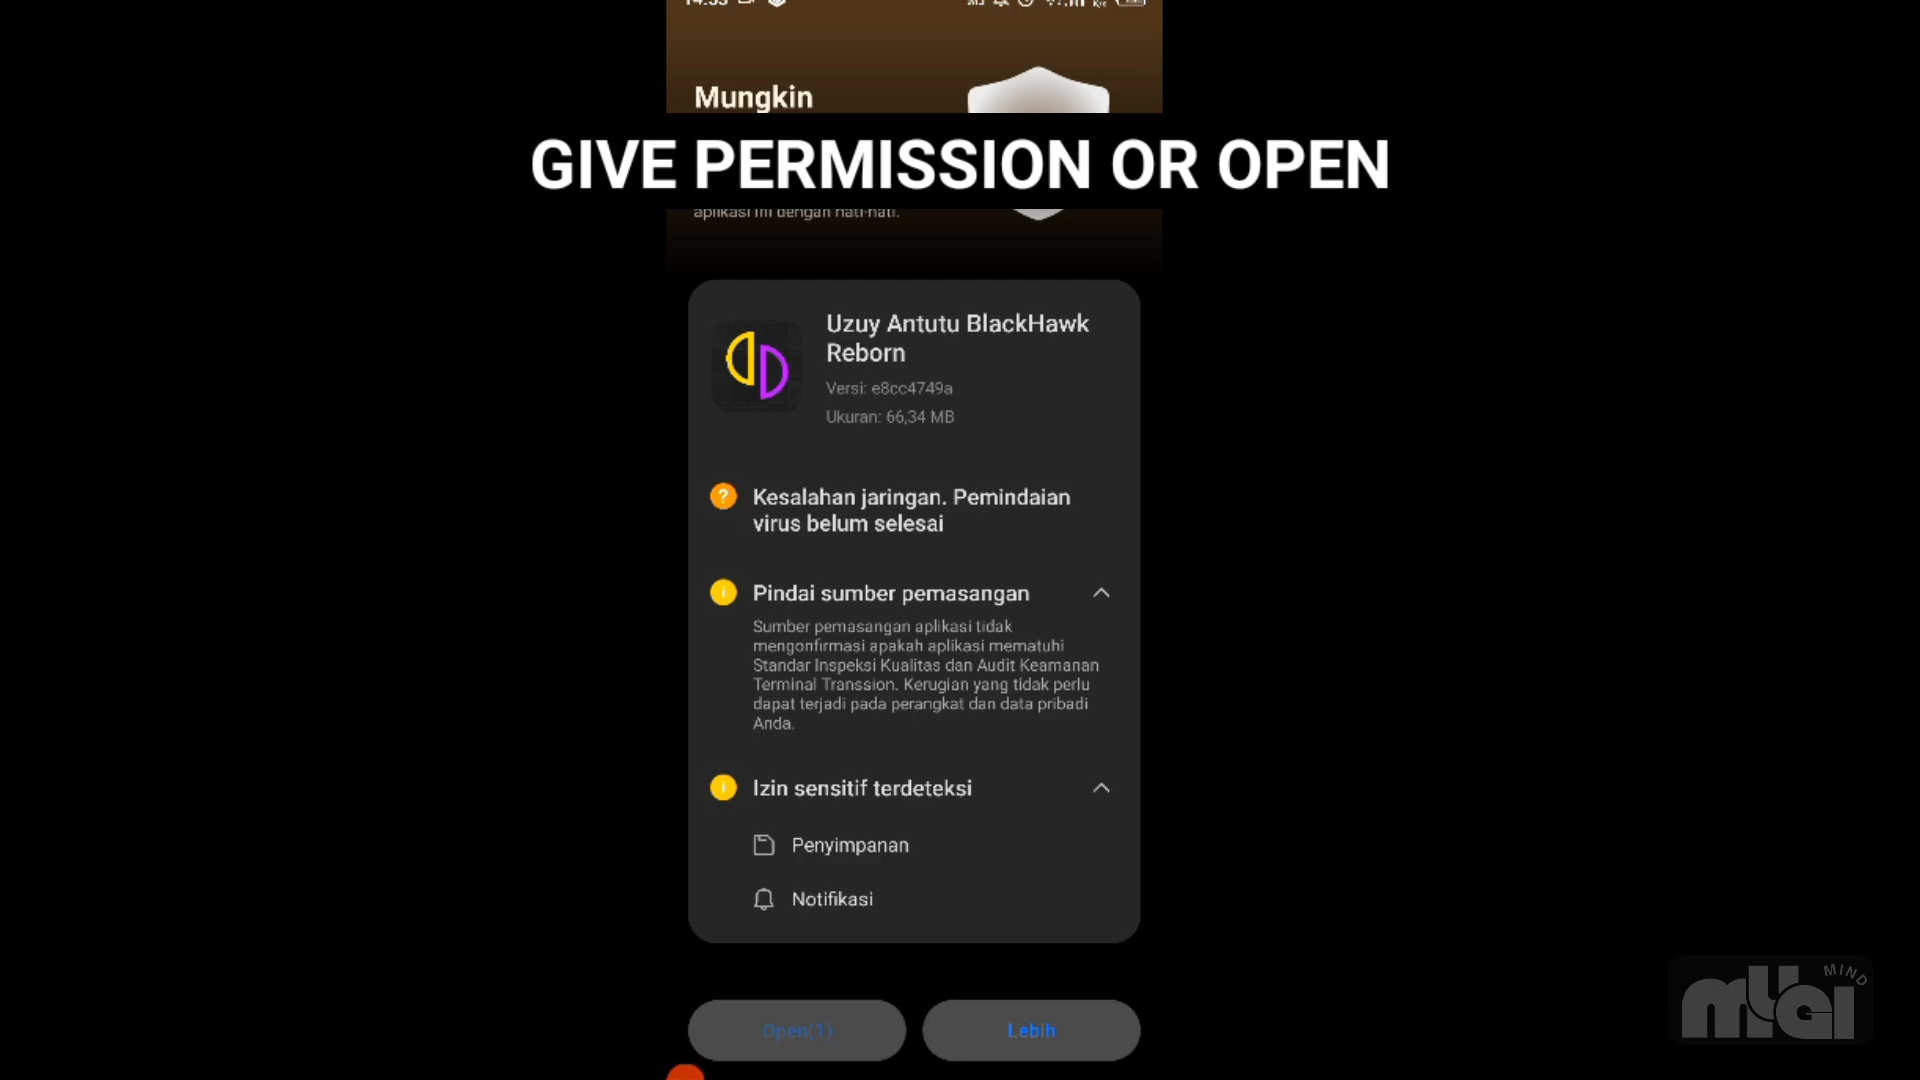 14:33
Mungkin
GIVE PERMISSION OR OPEN
aplikasi ini dengan hati-hati.
Uzuy Antutu BlackHawk
Reborn
Versi: e8cc4749a
Ukuran: 66,34 MB
Kesalahan jaringan. Pemindaian
virus belum selesai
Pindai sumber pemasangan
Sumber pemasangan aplikasi tidak
mengonfirmasi apakah aplikasi mematuhi
Standar Inspeksi Kualitas dan Audit Keamanan
Terminal Transsion. Kerugian yang tidak perlu
dapat terjadi pada perangkat dan data pribadi
Anda.
Izin sensitif terdeteksi
Penyimpanan
Notifikasi
Open(1)
Lebih
MIND